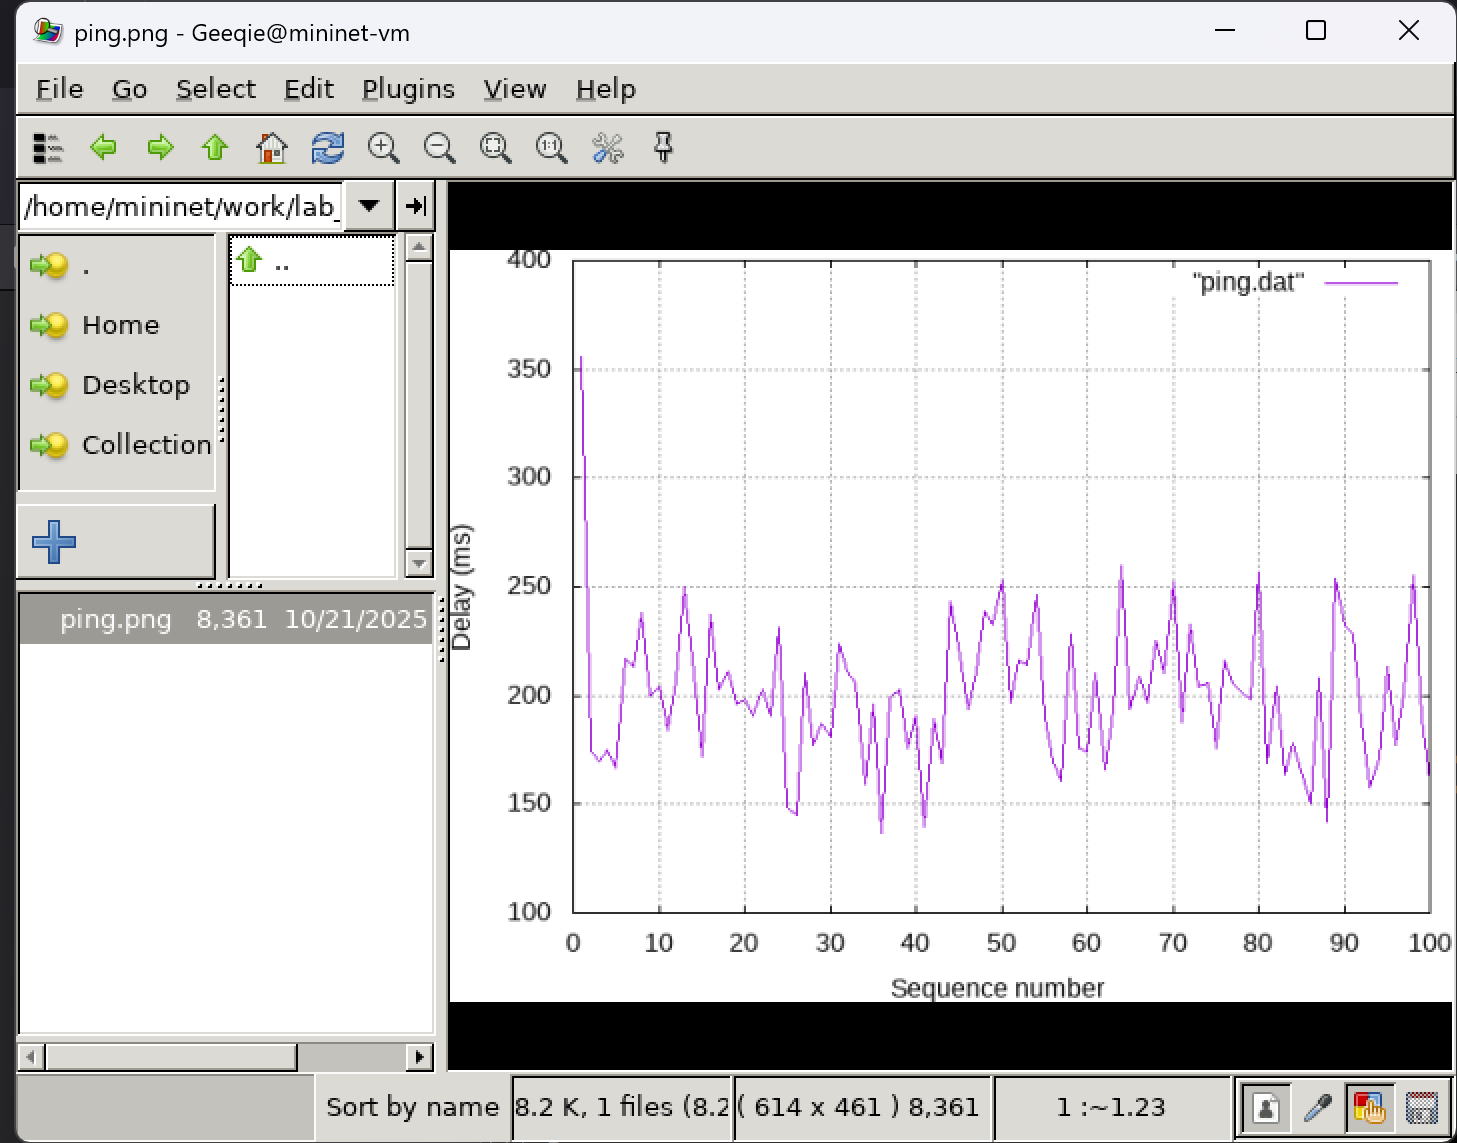 ping.png - Geeqie@mininet-vm
File Go Select Edit Plugins View Help
1:1
/home/mininet/work/lab_
.
..
Home
Desktop
Collection
ping.png 8,361 10/21/2025
"ping.dat"
400
350
300
250
200
150
100
Delay (ms)
0 10 20 30 40 50 60 70 80 90 100
Sequence number
Sort by name 8.2 K, 1 files (8.2 ( 614 x 461 ) 8,361 1 :~1.23